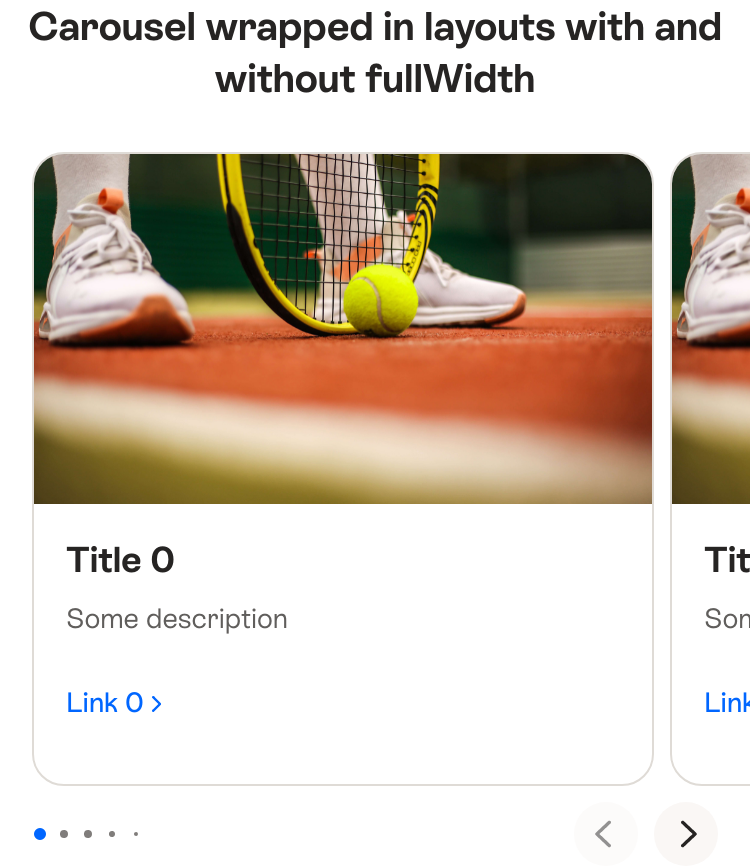 Carousel wrapped in layouts with and
without fullWidth
Title 0
Some description
Link 0
Tit
Son
Link